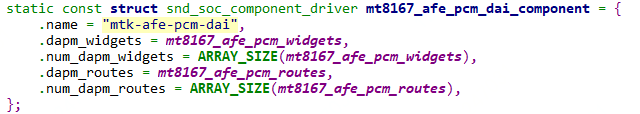 static const struct snd_soc_component_driver mt8167_afe_pcm_dai_component = {
.name = "mtk-afe-pcm-dai",
.dapm_widgets = mt8167_afe_pcm_widgets,
.num_dapm_widgets = ARRAY_SIZE(mt8167_afe_pcm_widgets),
.dapm_routes = mt8167_afe_pcm_routes,
.num_dapm_routes = ARRAY_SIZE(mt8167_afe_pcm_routes),
};